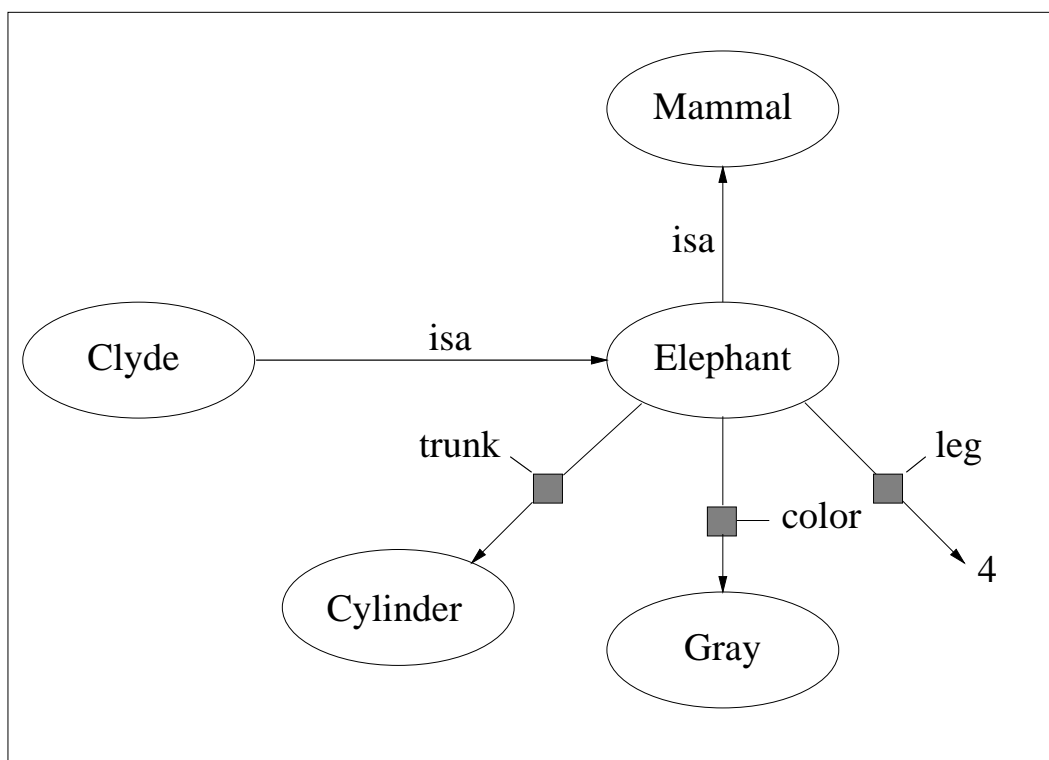 Mammal
isa
isa
Clyde
Elephant
trunk
leg
color
4
Cylinder
Gray